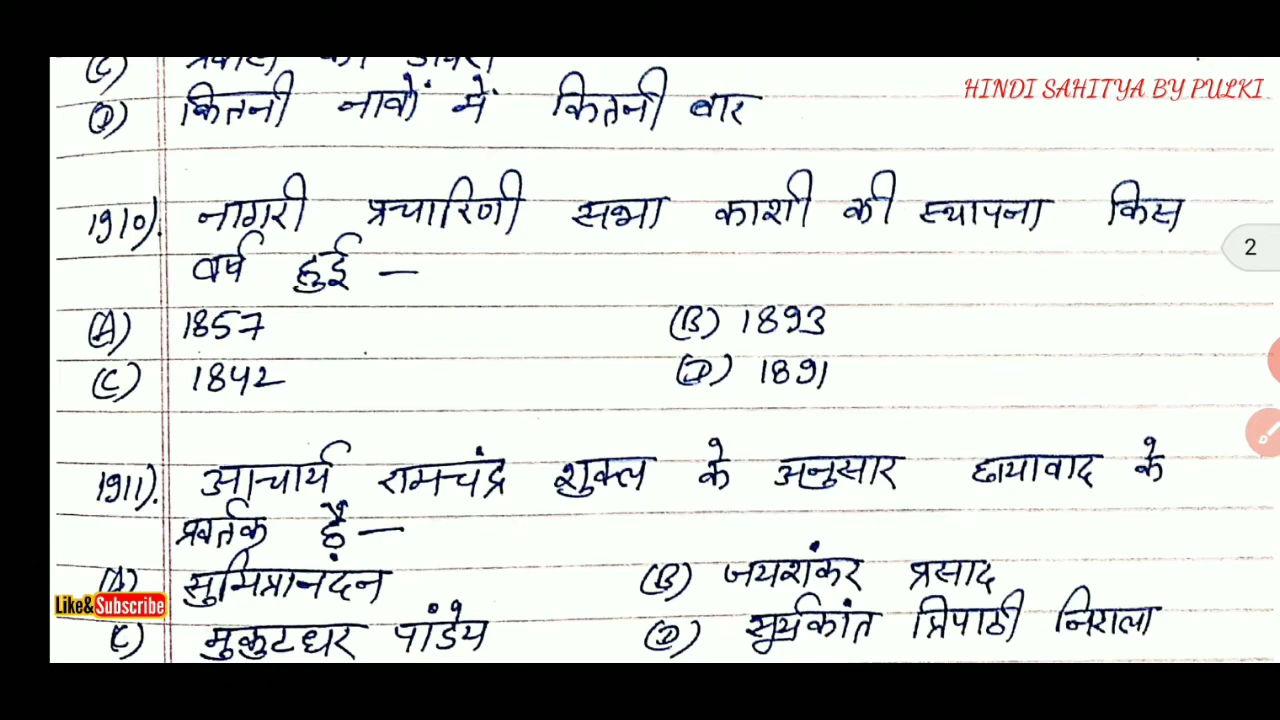 HINDI SAHITYA BY PULKI
(C)
(D) कितनी नावों में कितनी बार
1910). नागरी प्रचारिणी सभा काशी की स्थापना किस
वर्ष हुई —
2
(A) 1857 (B) 1893
(C) 1842 (D) 1891
1911). आचार्य रामचंद्र शुक्ल के अनुसार छायावाद के
प्रवर्तक है —
(A) सुमित्रानंदन (B) जयशंकर प्रसाद
Like& Subscribe
(C) मुकुटधर पांडेय (D) सूर्यकांत त्रिपाठी निराला